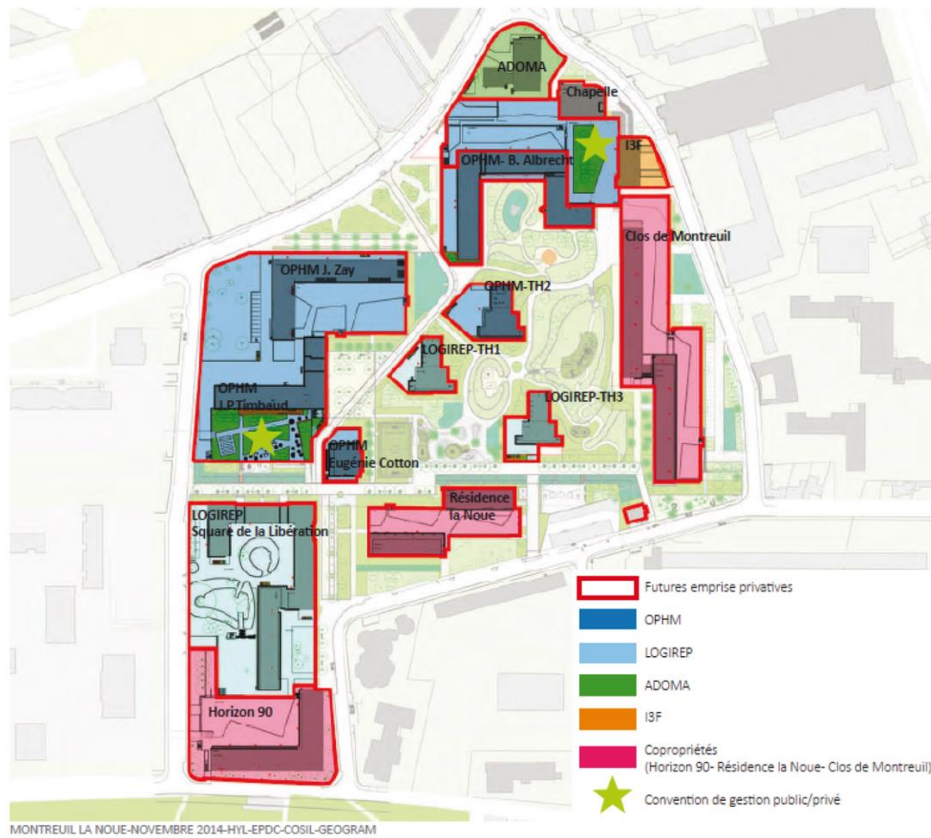 ADOMA
Chapelle
I3F
OPHM- B. Albrecht
Clos de Montreuil
OPHM J. Zay
OPHM-TH2
LOGIREP-TH1
LOGIREP-TH3
OPHM
J.P.Timbaud
OPHM
Eugénie Cotton
Résidence
la Noue
LOGIREP
Square de la Libération
Horizon 90
Futures emprise privatives
OPHM
LOGIREP
ADOMA
I3F
Copropriétés
(Horizon 90- Résidence la Noue- Clos de Montreuil)
Convention de gestion public/privé
MONTREUIL LA NOUE-NOVEMBRE 2014-HYL-EPDC-COSIL-GEOGRAM